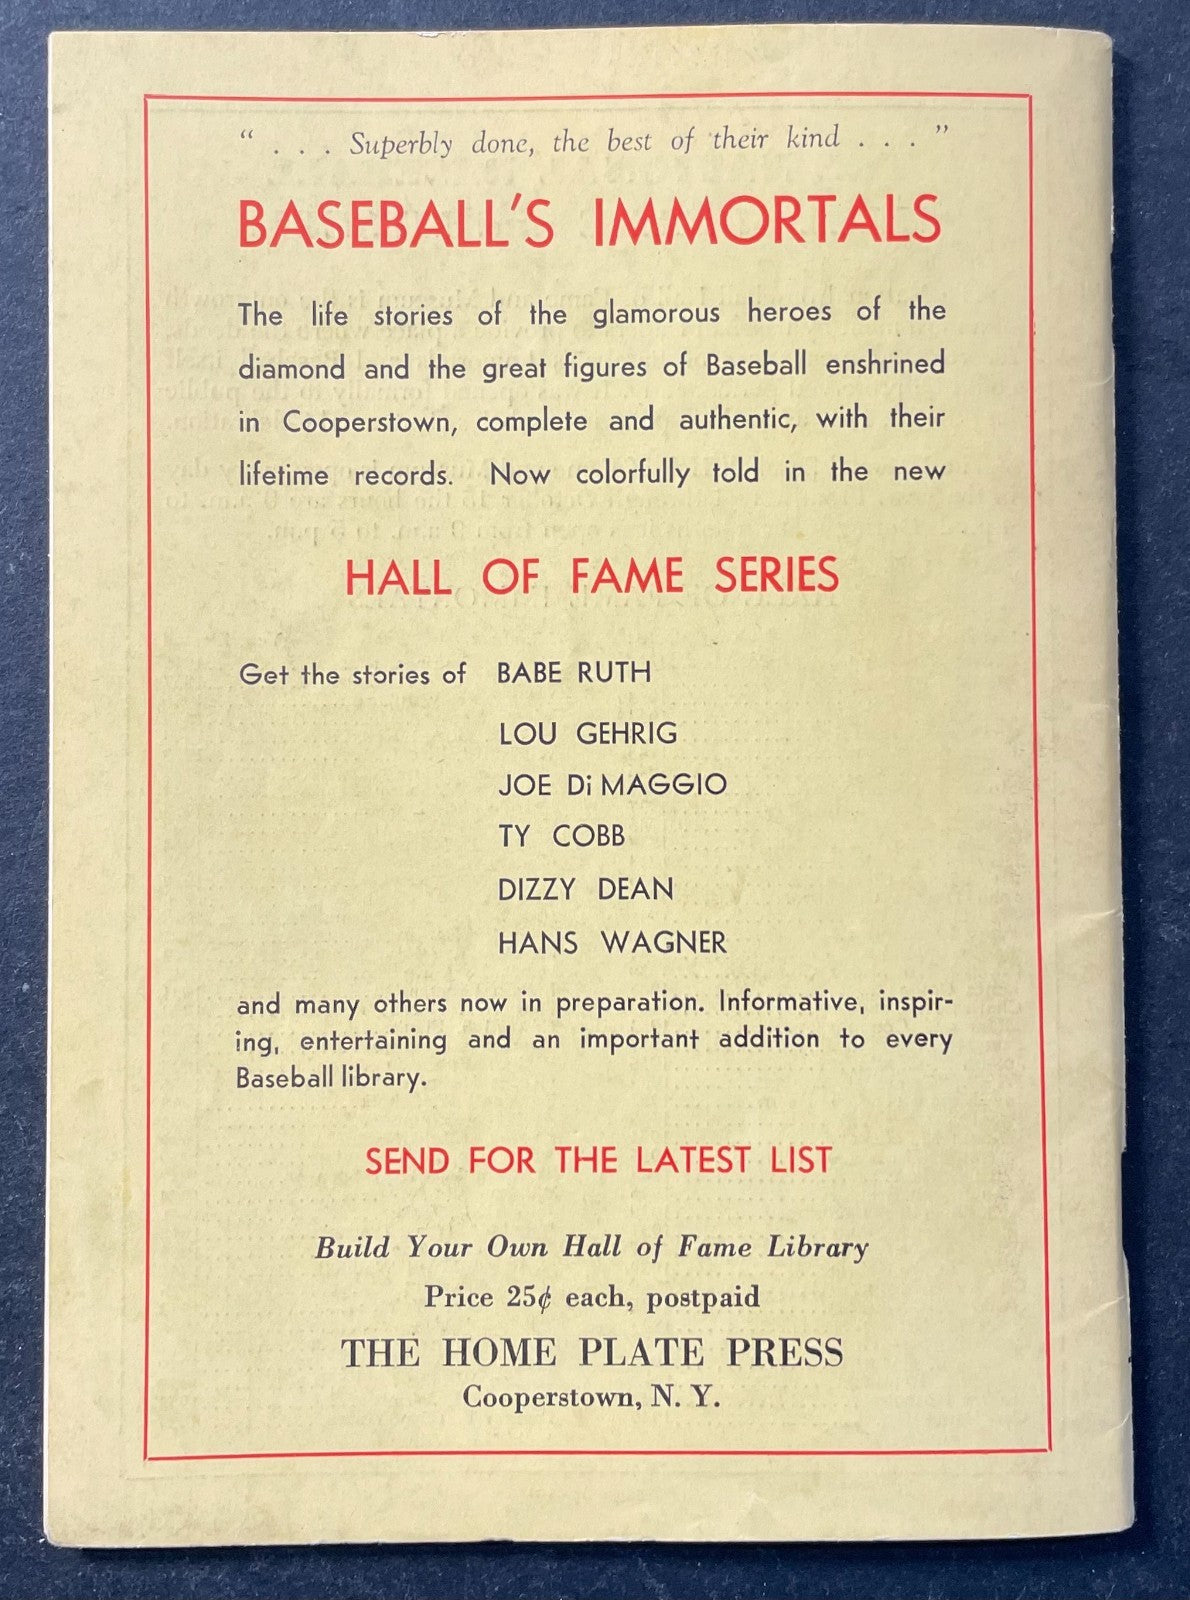 " . . . Superbly done, the best of their kind . . . "
BASEBALL'S IMMORTALS
The life stories of the glamorous heroes of the
diamond and the great figures of Baseball enshrined
in Cooperstown, complete and authentic, with their
lifetime records. Now colorfully told in the new
HALL OF FAME SERIES
Get the stories of BABE RUTH
LOU GEHRIG
JOE Di MAGGIO
TY COBB
DIZZY DEAN
HANS WAGNER
and many others now in preparation. Informative, inspir-
ing, entertaining and an important addition to every
Baseball library.
SEND FOR THE LATEST LIST
Build Your Own Hall of Fame Library
Price 25¢ each, postpaid
THE HOME PLATE PRESS
Cooperstown, N. Y.